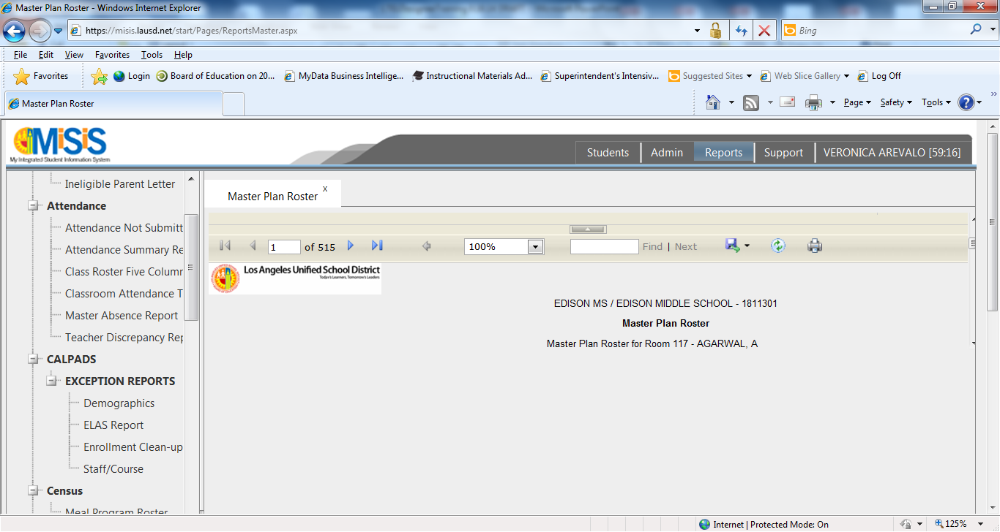 Master Plan Roster - Windows Internet Explorer
https://misis.lausd.net/start/Pages/ReportsMaster.aspx
Bing
File Edit View Favorites Tools Help
Favorites Login Board of Education on 20... MyData Business Intellige... Instructional Materials Ad... Superintendent's Intensiv... Suggested Sites Web Slice Gallery Log Off
Master Plan Roster
Page Safety Tools
MiSiS
My Integrated Student Information System
Students Admin Reports Support VERONICA AREVALO [59:16]
Ineligible Parent Letter
Attendance
Attendance Not Submitt
Attendance Summary Re
Class Roster Five Column
Classroom Attendance T
Master Absence Report
Teacher Discrepancy Rep
CALPADS
EXCEPTION REPORTS
Demographics
ELAS Report
Enrollment Clean-up
Staff/Course
Census
Meal Program Roster
Master Plan Roster x
1 of 515 100% Find | Next
Los Angeles Unified School District
Today's Learners, Tomorrow's Leaders
EDISON MS / EDISON MIDDLE SCHOOL - 1811301
Master Plan Roster
Master Plan Roster for Room 117 - AGARWAL, A
Internet | Protected Mode: On 125%